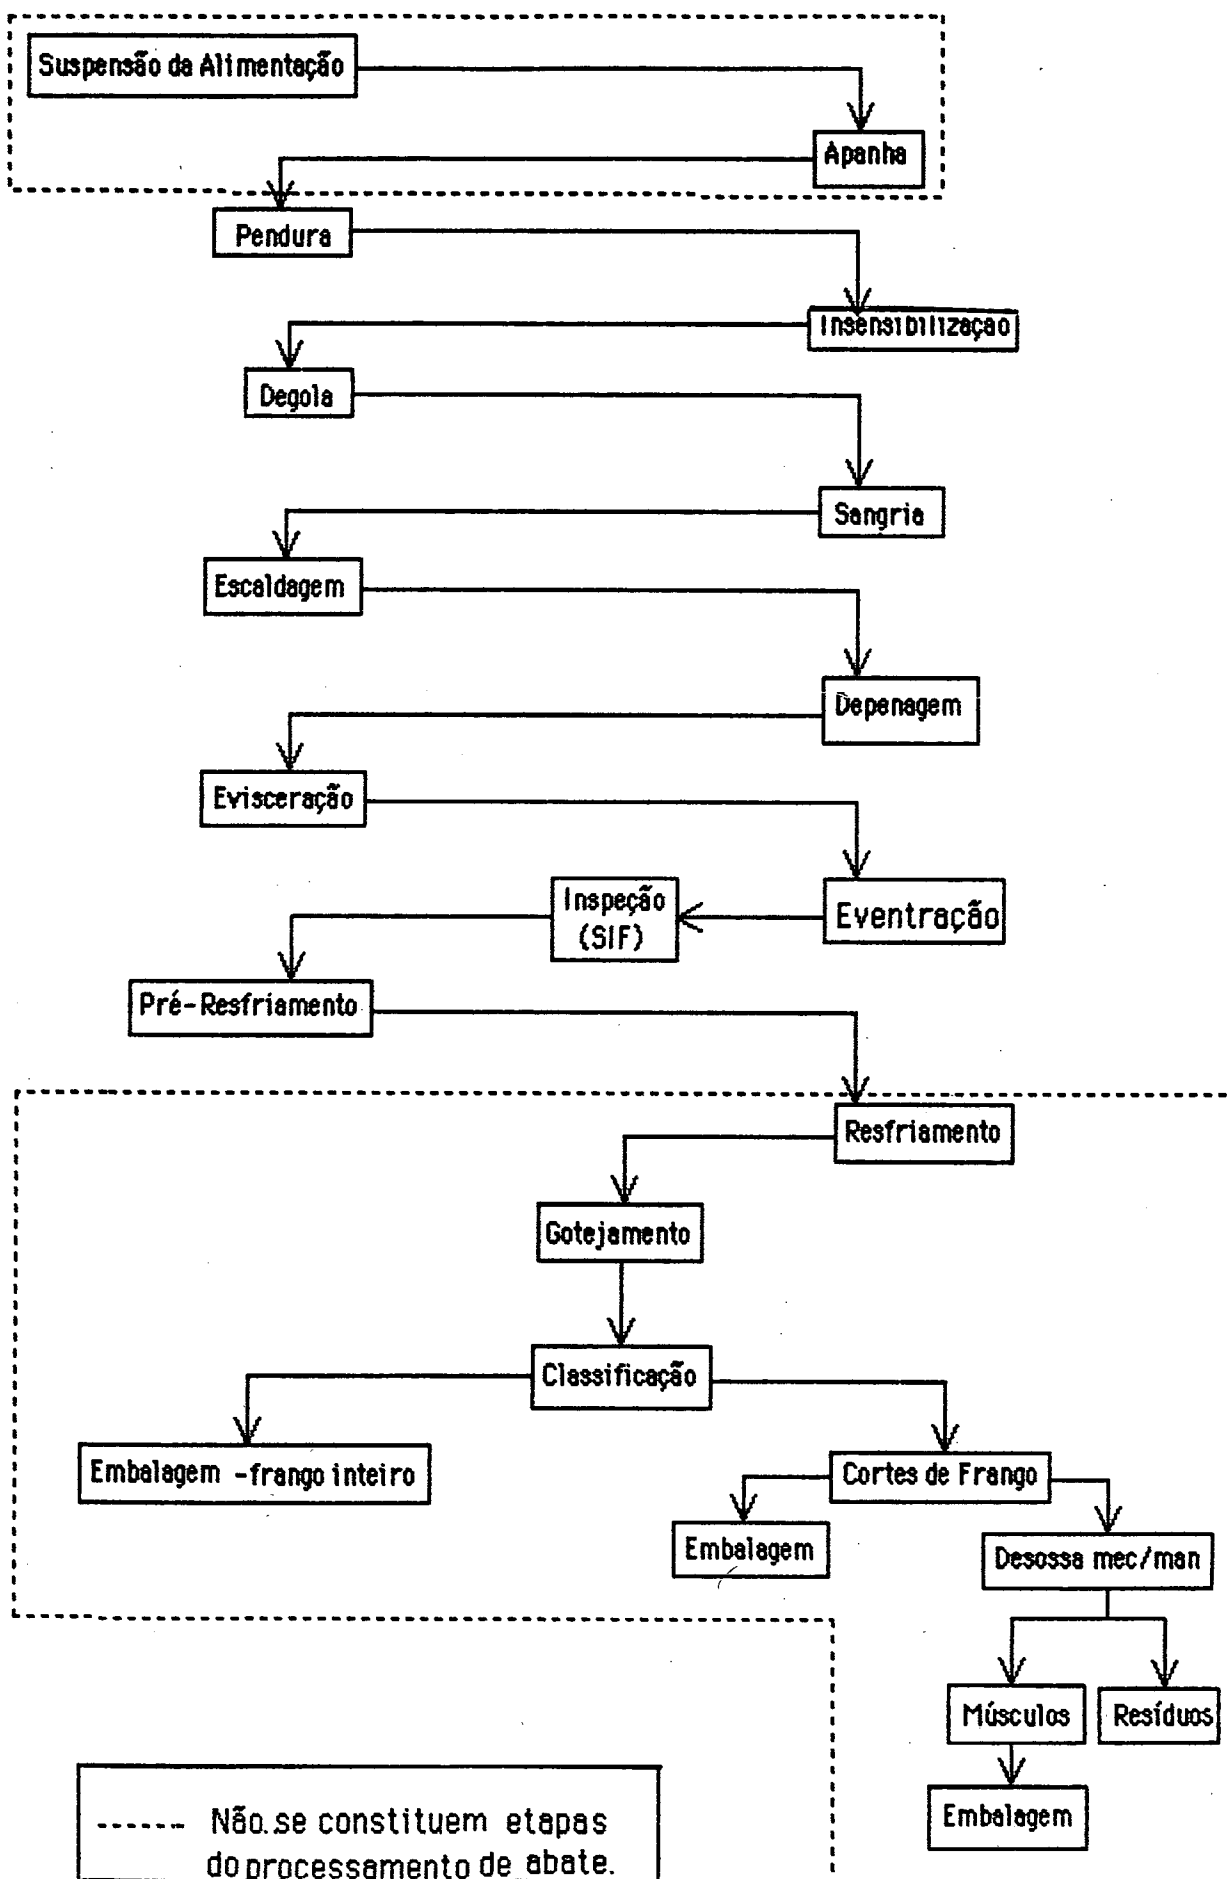 Suspensão da Alimentação
Apanha
Pendura
Insensibilização
Degola
Sangria
Escaldagem
Depenagem
Evisceração
Eventração
Inspeção
(SIF)
Pré-Resfriamento
Resfriamento
Gotejamento
Classificação
Embalagem -frango inteiro
Cortes de Frango
Embalagem
Desossa mec/man
Músculos
Resíduos
Embalagem
------ Não se constituem etapas
do processamento de abate.